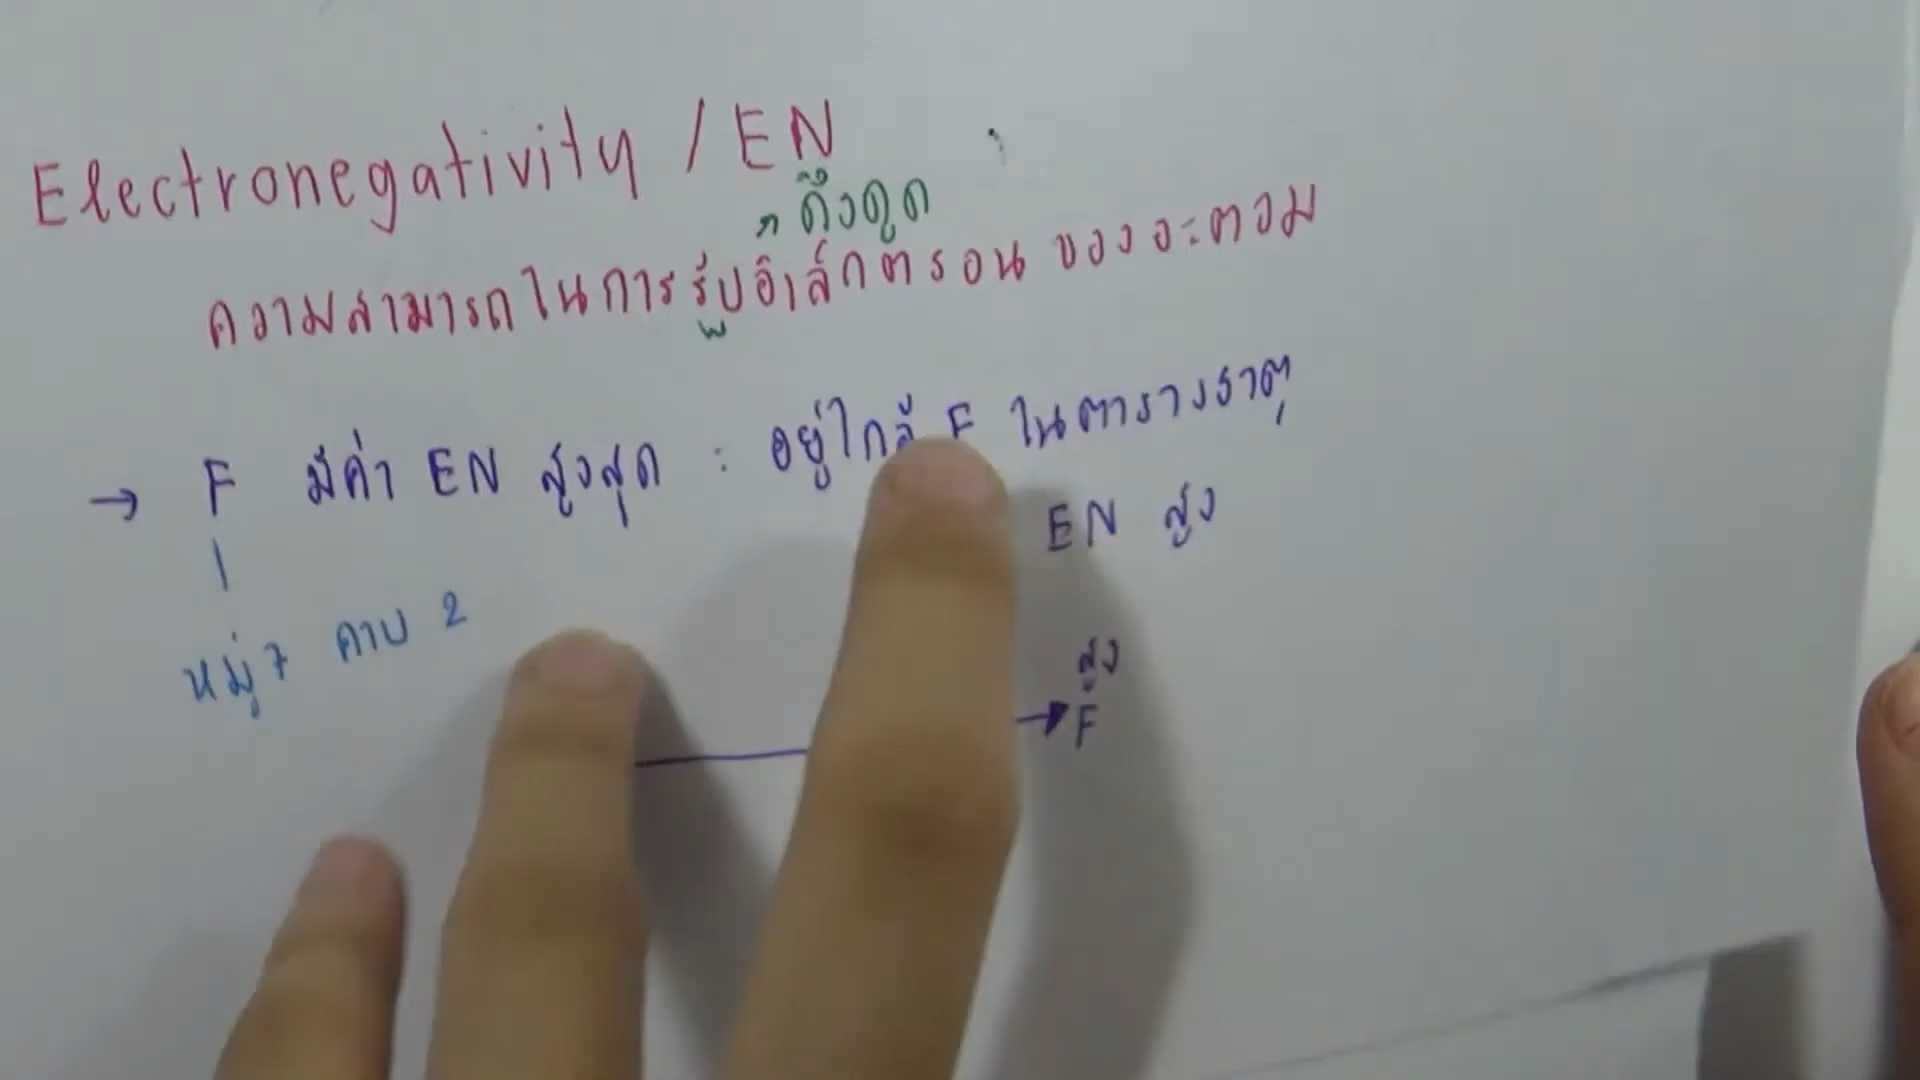 Electronegativity / EN
ดึงดูด
ความสามารถในการรับอิเล็กตรอน ของอะตอม
→ F มีค่า EN สูงสุด : อยู่ใกล้ F ในตารางธาตุ
EN สูง
หมู่7 คาบ 2
สูง
F